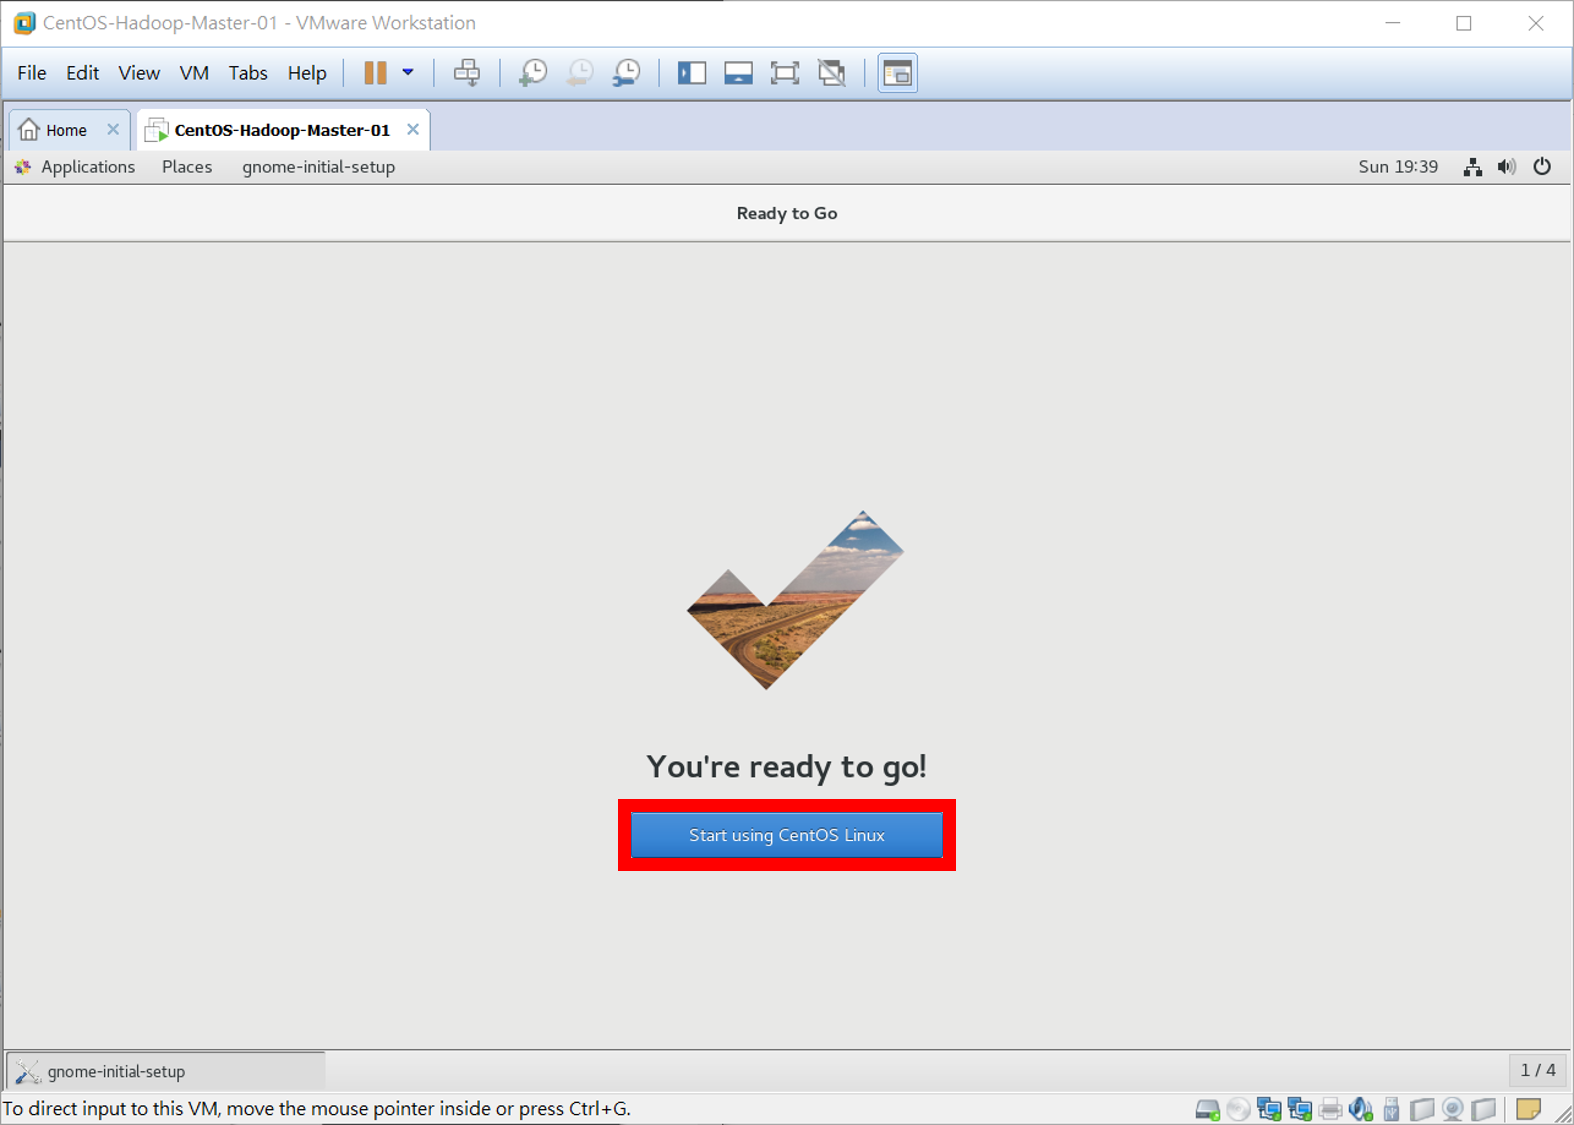 CentOS-Hadoop-Master-01 - VMware Workstation
File Edit View VM Tabs Help
Home CentOS-Hadoop-Master-01
Applications Places gnome-initial-setup Sun 19:39
Ready to Go
You're ready to go!
Start using CentOS Linux
gnome-initial-setup 1 / 4
To direct input to this VM, move the mouse pointer inside or press Ctrl+G.